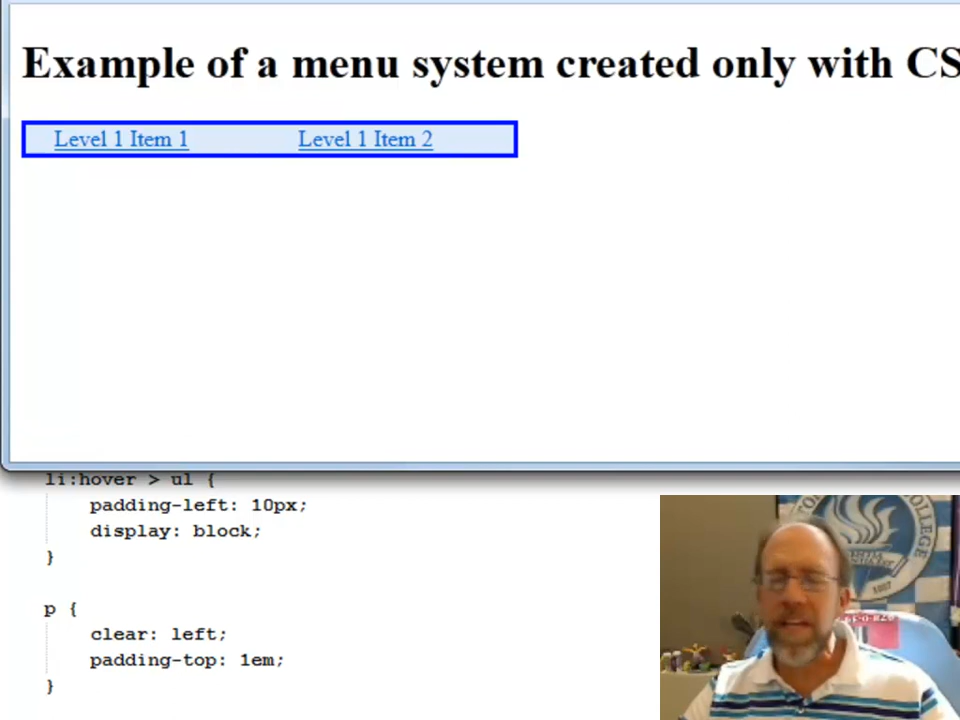 Example of a menu system created only with CS
Level 1 Item 1 Level 1 Item 2
li:hover > ul {
padding-left: 10px;
display: block;
}
p {
clear: left;
padding-top: 1em;
}
COLLEGE